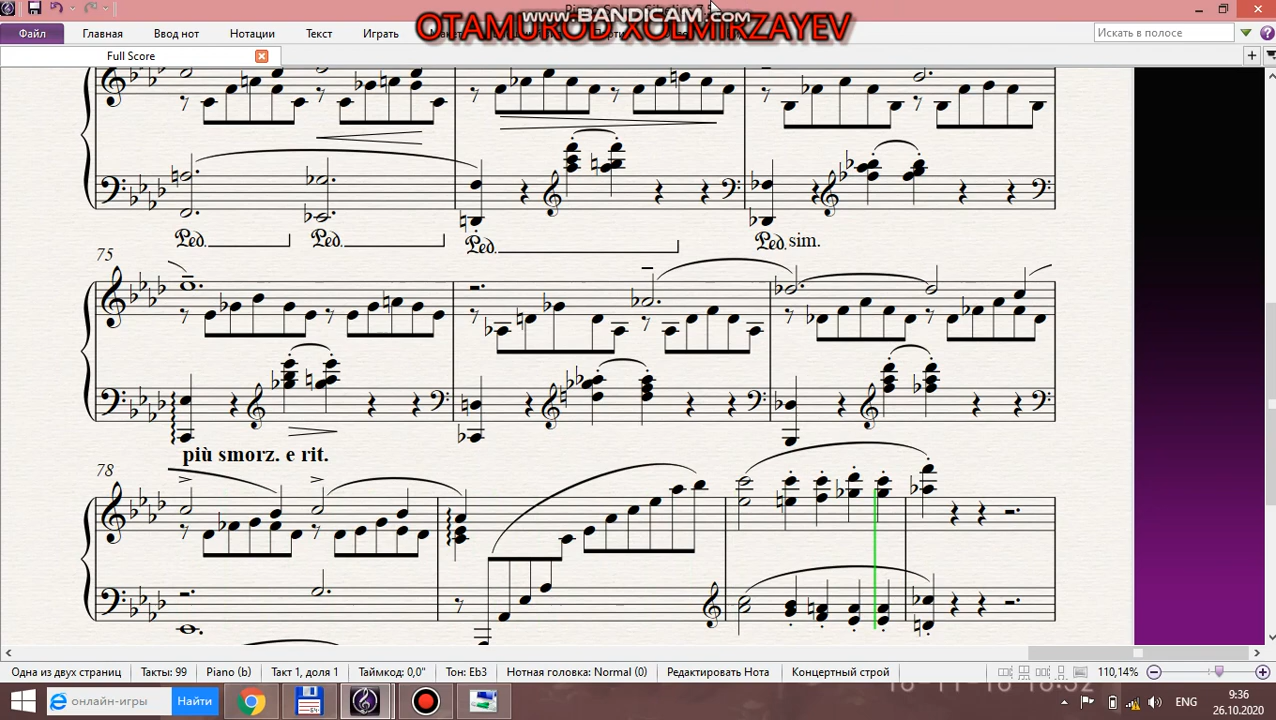 www.BANDICAM.com
OTAMUROD XOLMIRZAYEV
Файл Главная Ввод нот Нотации Текст Играть
Искать в полосе
Full Score
Ped. Ped. Ped. Ped. sim.
75
più smorz. e rit.
78
Одна из двух страниц Такты: 99 Piano (b) Такт 1, доля 1 Таймкод: 0,0" Тон: Eb3 Нотная головка: Normal (0) Редактировать Нота Концертный строй 110,14%
онлайн-игры Найти 64 ENG 9:36
26.10.2020